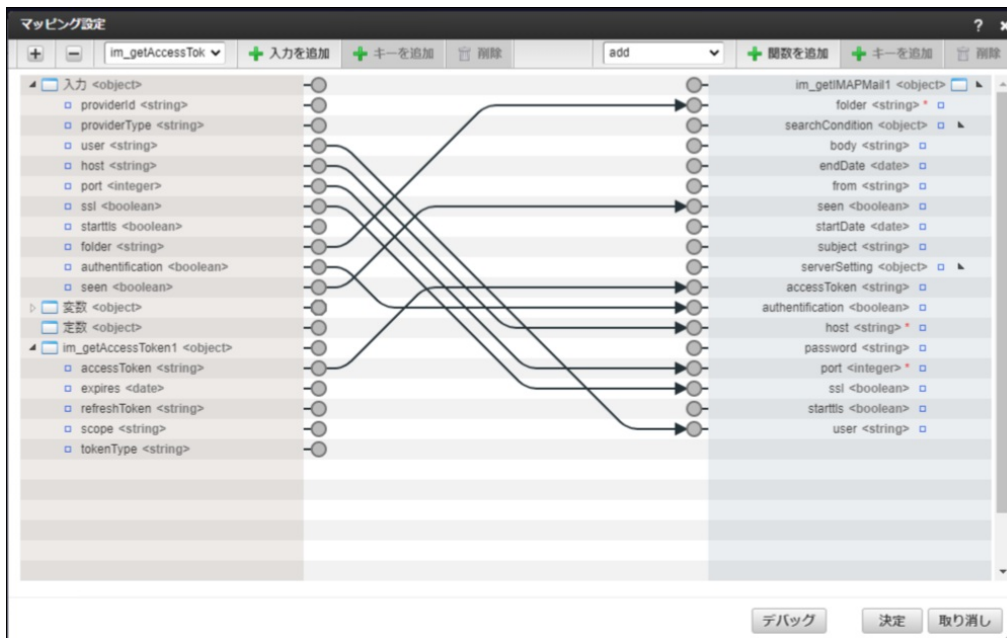 マッピング設定
?
im_getAccessTok
入力を追加
キーを追加
削除
add
関数を追加
キーを追加
削除
入力 <object>
providerId <string>
providerType <string>
user <string>
host <string>
port <integer>
ssl <boolean>
starttls <boolean>
folder <string>
authentification <boolean>
seen <boolean>
変数 <object>
定数 <object>
im_getAccessToken1 <object>
accessToken <string>
expires <date>
refreshToken <string>
scope <string>
tokenType <string>
im_getIMAPMail1 <object>
folder <string> *
searchCondition <object>
body <string>
endDate <date>
from <string>
seen <boolean>
startDate <date>
subject <string>
serverSetting <object>
accessToken <string>
authentification <boolean>
host <string> *
password <string>
port <integer> *
ssl <boolean>
starttls <boolean>
user <string>
デバッグ
決定
取り消し